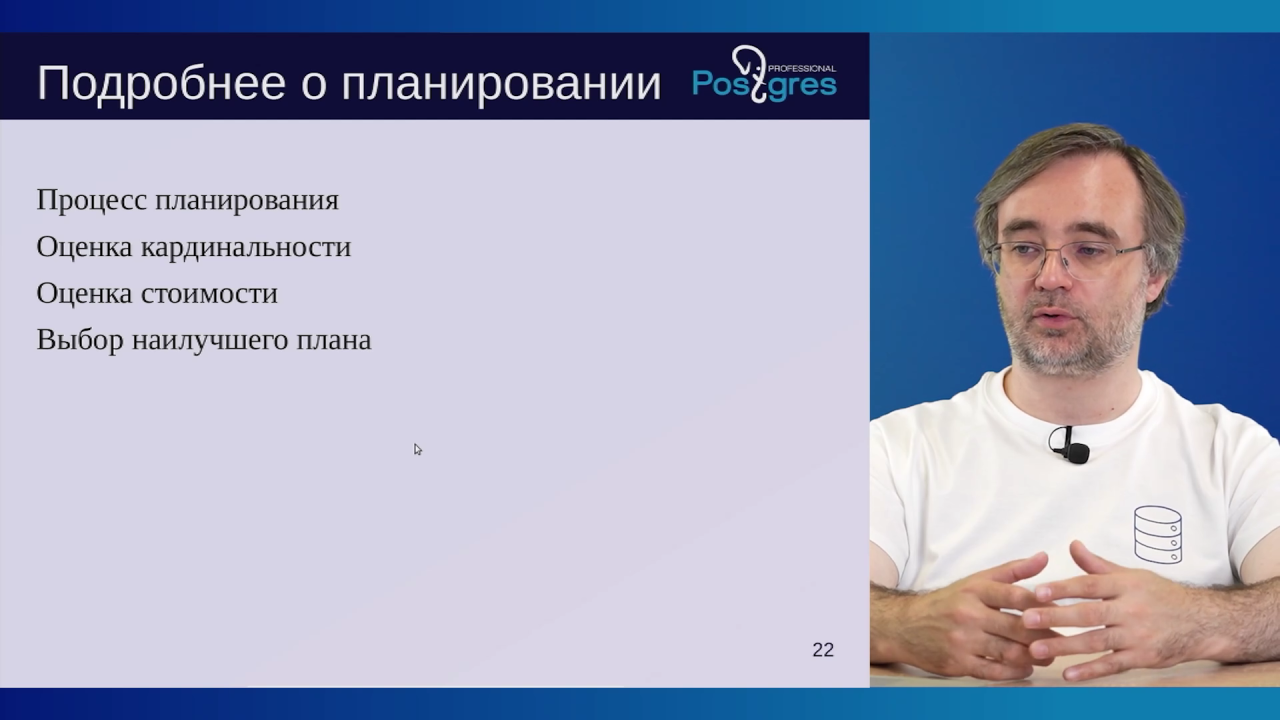 Подробнее о планировании
PROFESSIONAL
Postgres
Процесс планирования
Оценка кардинальности
Оценка стоимости
Выбор наилучшего плана
22